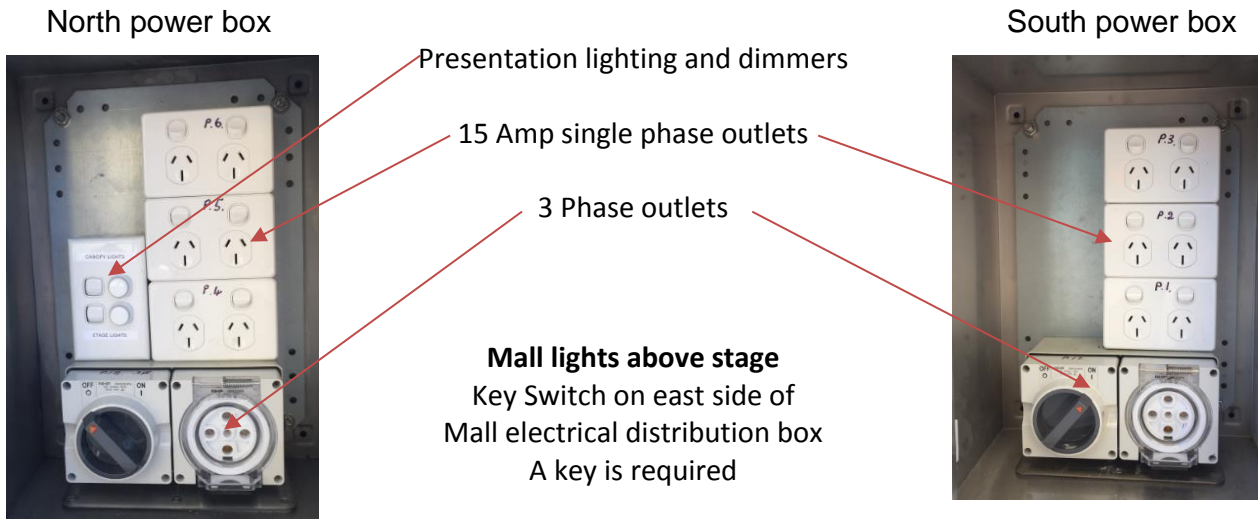 North power box
South power box
Presentation lighting and dimmers
15 Amp single phase outlets
3 Phase outlets
Mall lights above stage
Key Switch on east side of
Mall electrical distribution box
A key is required
P.6.
P.5.
P.4
CANOPY LIGHTS
STAGE LIGHTS
OFF
ON
O
I
P.3.
P.2
P.1.
OFF
ON
O
I